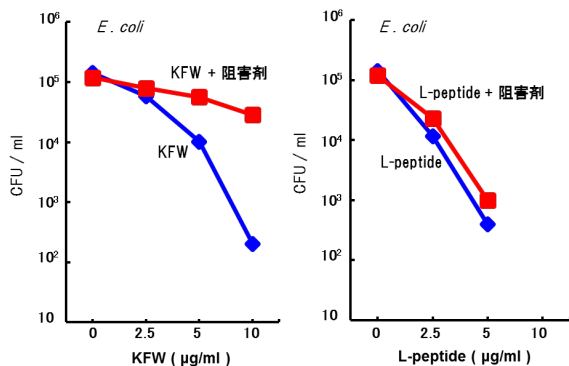 E . coli
10⁶
10⁵
10⁴
10³
10²
10
CFU / ml
KFW + 阻害剤
KFW
0 2.5 5 10
KFW ( μg/ml )
E . coli
10⁶
10⁵
10⁴
10³
10²
10
CFU / ml
L-peptide + 阻害剤
L-peptide
0 2.5 5 10
L-peptide ( μg/ml )